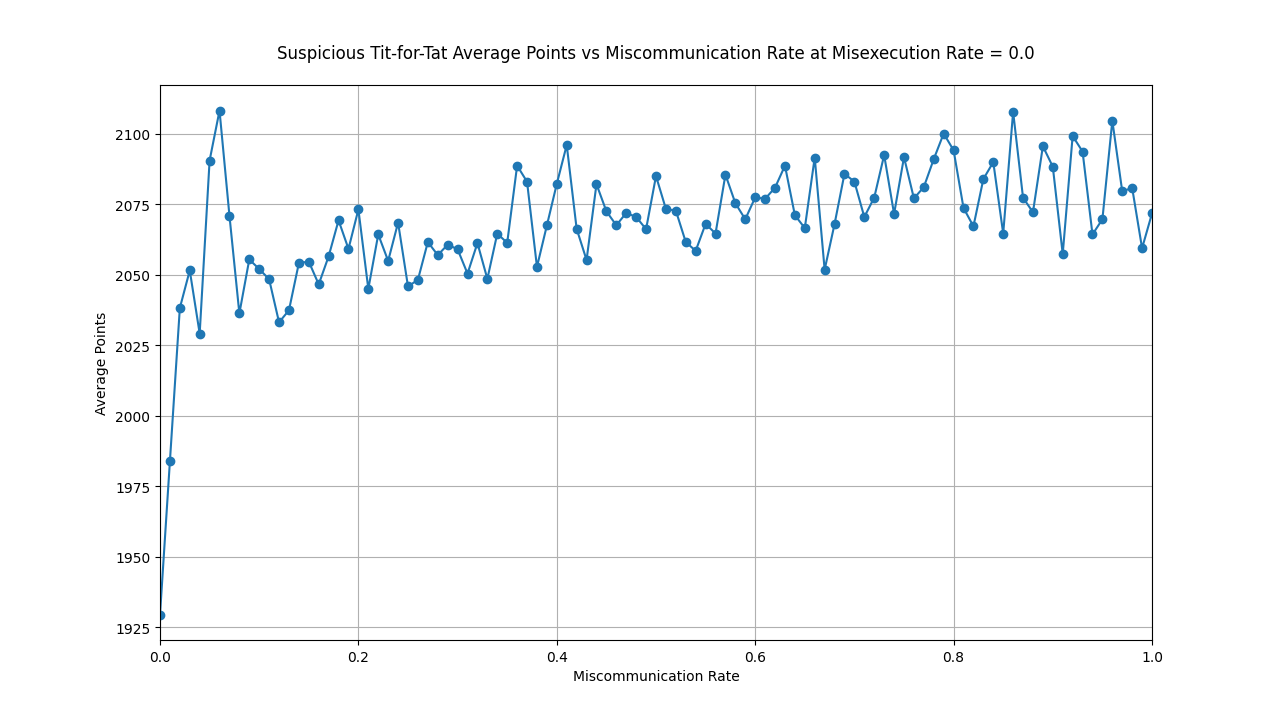 Suspicious Tit-for-Tat Average Points vs Miscommunication Rate at Misexecution Rate = 0.0
Average Points
2100
2075
2050
2025
2000
1975
1950
1925
0.0 0.2 0.4 0.6 0.8 1.0
Miscommunication Rate